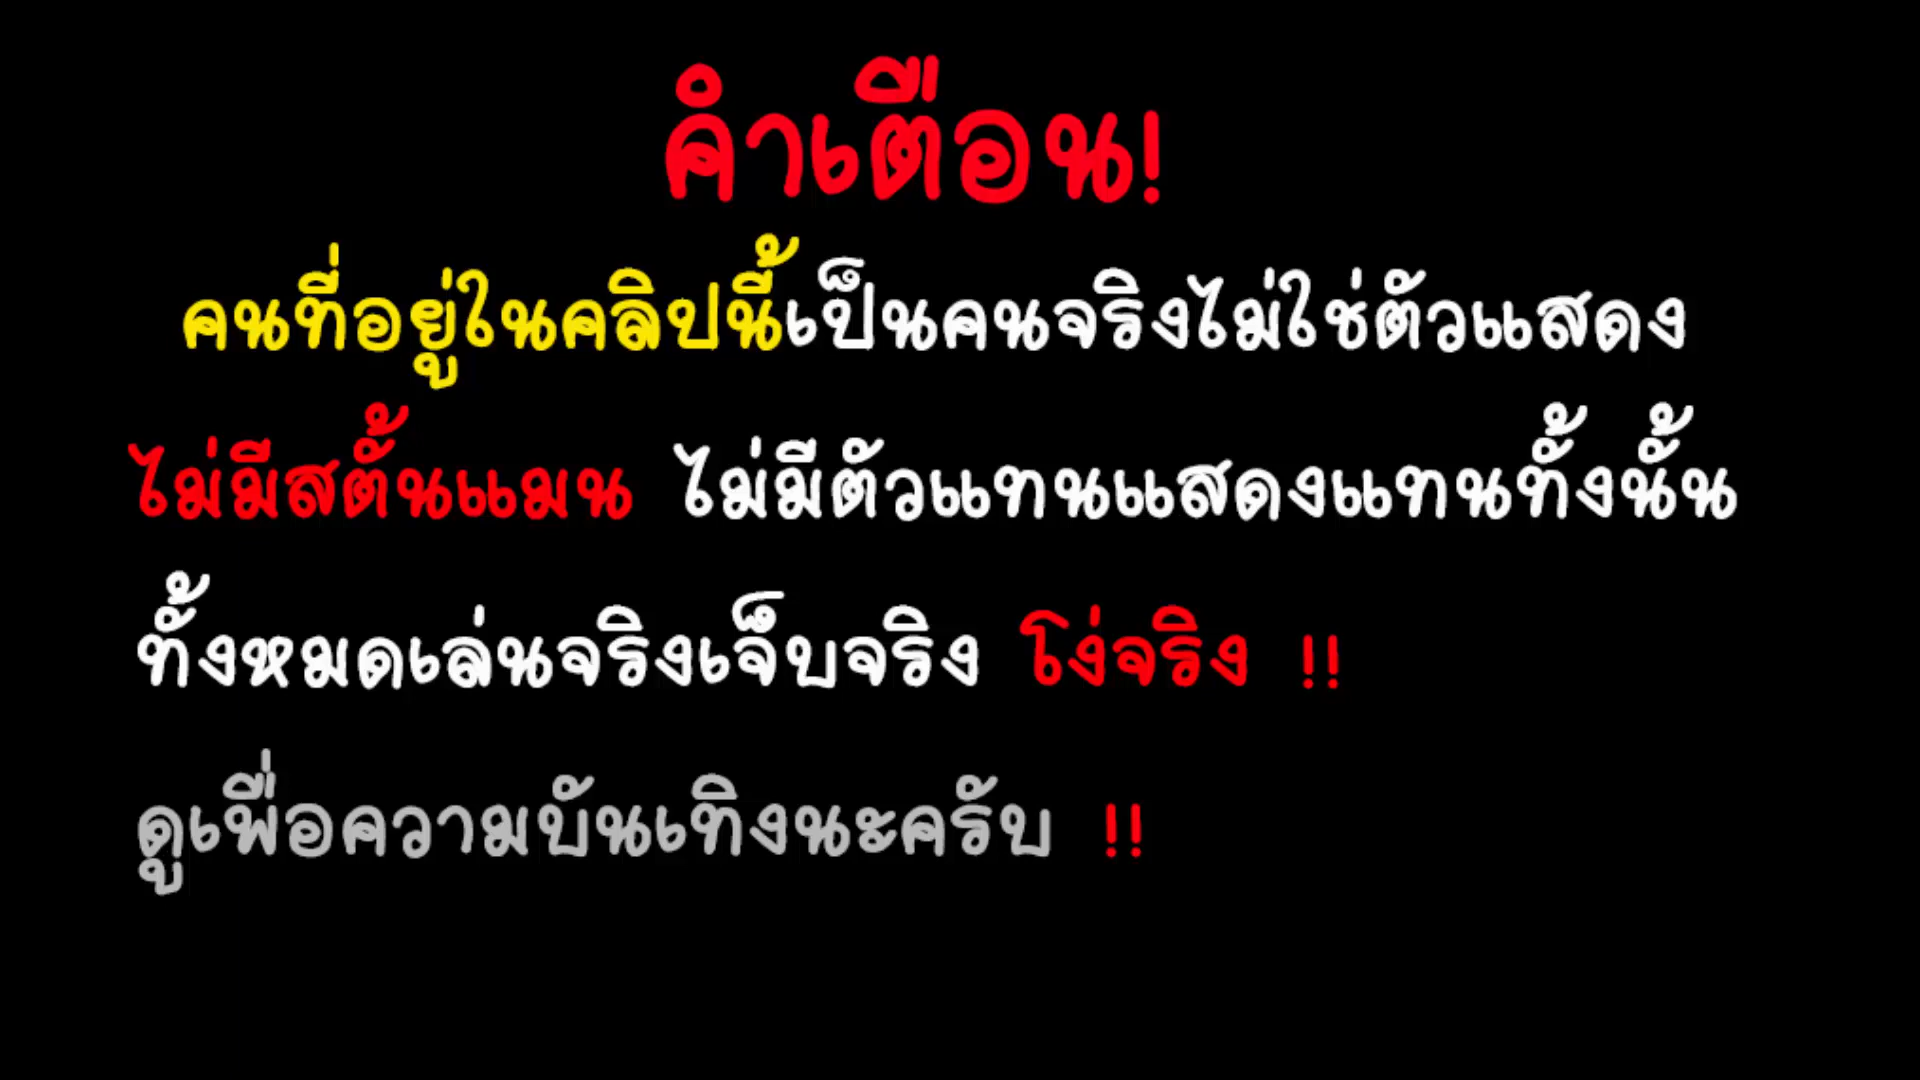 คำเตือน!
คนที่อยู่ในคลิปนี้เป็นคนจริงไม่ใช่ตัวแสดง
ไม่มีสตั้นแมน ไม่มีตัวแทนแสดงแทนทั้งนั้น
ทั้งหมดเล่นจริงเจ็บจริง โง่จริง !!
ดูเพื่อความบันเทิงนะครับ !!